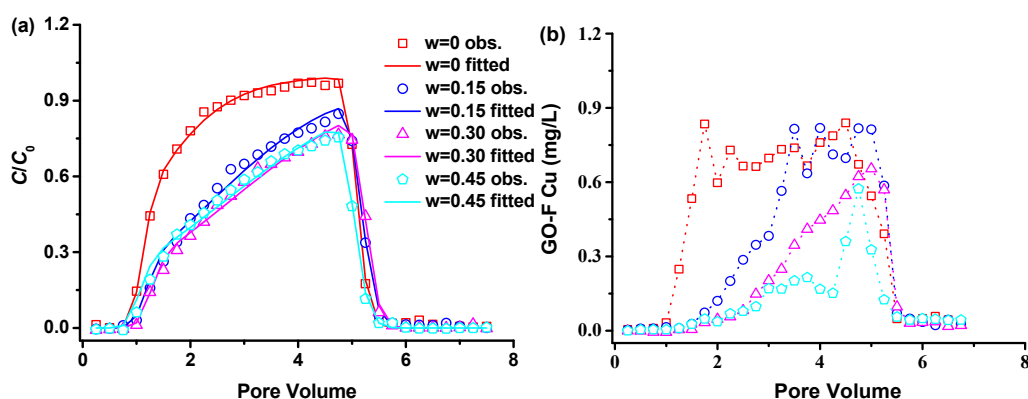 (a)
C/C0
1.2
0.9
0.6
0.3
0.0
w=0 obs.
w=0 fitted
w=0.15 obs.
w=0.15 fitted
w=0.30 obs.
w=0.30 fitted
w=0.45 obs.
w=0.45 fitted
0 2 4 6 8
Pore Volume
(b)
GO-F Cu (mg/L)
1.2
0.9
0.6
0.3
0.0
0 2 4 6 8
Pore Volume